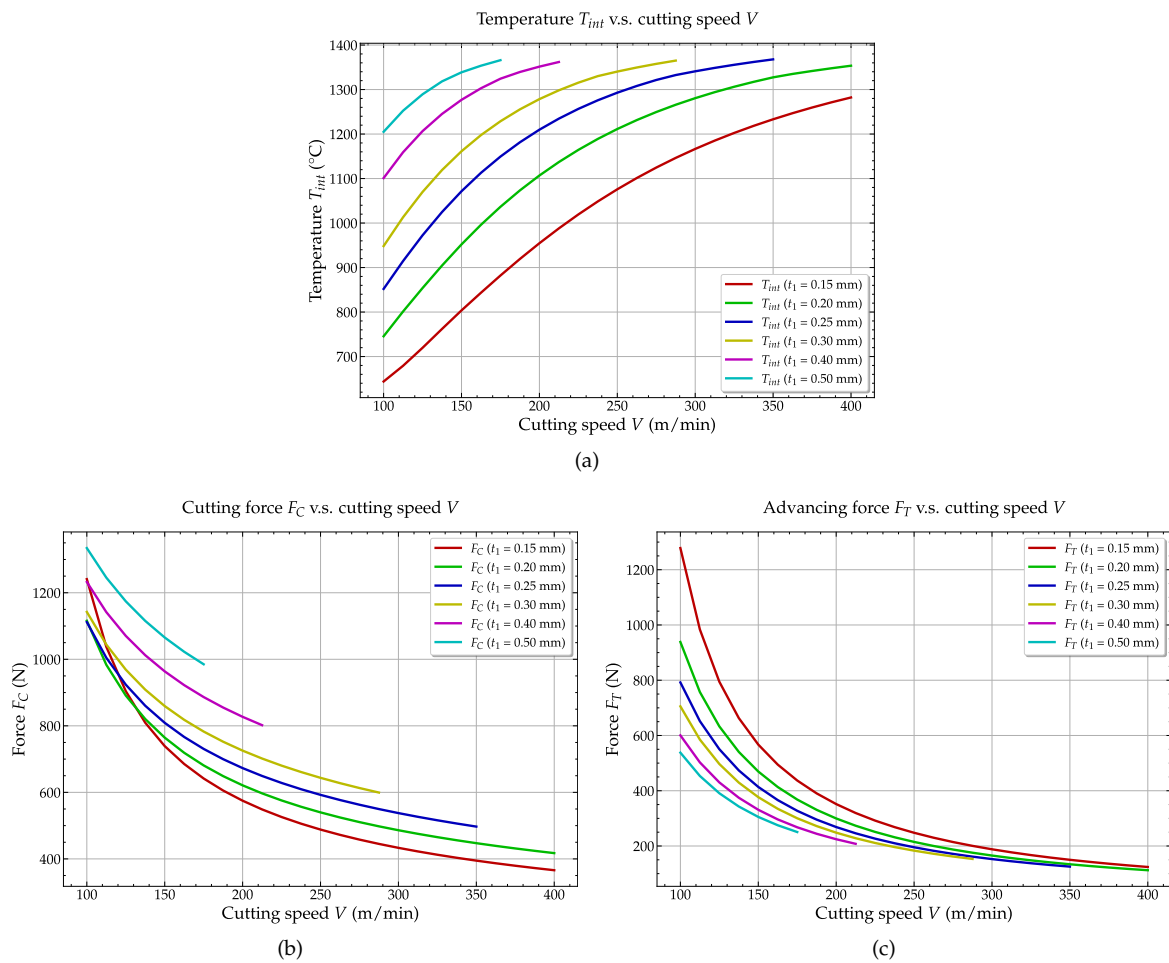 Temperature T_int v.s. cutting speed V
Temperature T_int (°C)
1400
1300
1200
1100
1000
900
800
700
T_int (t_1 = 0.15 mm)
T_int (t_1 = 0.20 mm)
T_int (t_1 = 0.25 mm)
T_int (t_1 = 0.30 mm)
T_int (t_1 = 0.40 mm)
T_int (t_1 = 0.50 mm)
100 150 200 250 300 350 400
Cutting speed V (m/min)
(a)
Cutting force F_C v.s. cutting speed V
Force F_C (N)
1200
1000
800
600
400
F_C (t_1 = 0.15 mm)
F_C (t_1 = 0.20 mm)
F_C (t_1 = 0.25 mm)
F_C (t_1 = 0.30 mm)
F_C (t_1 = 0.40 mm)
F_C (t_1 = 0.50 mm)
100 150 200 250 300 350 400
Cutting speed V (m/min)
(b)
Advancing force F_T v.s. cutting speed V
Force F_T (N)
1200
1000
800
600
400
200
F_T (t_1 = 0.15 mm)
F_T (t_1 = 0.20 mm)
F_T (t_1 = 0.25 mm)
F_T (t_1 = 0.30 mm)
F_T (t_1 = 0.40 mm)
F_T (t_1 = 0.50 mm)
100 150 200 250 300 350 400
Cutting speed V (m/min)
(c)